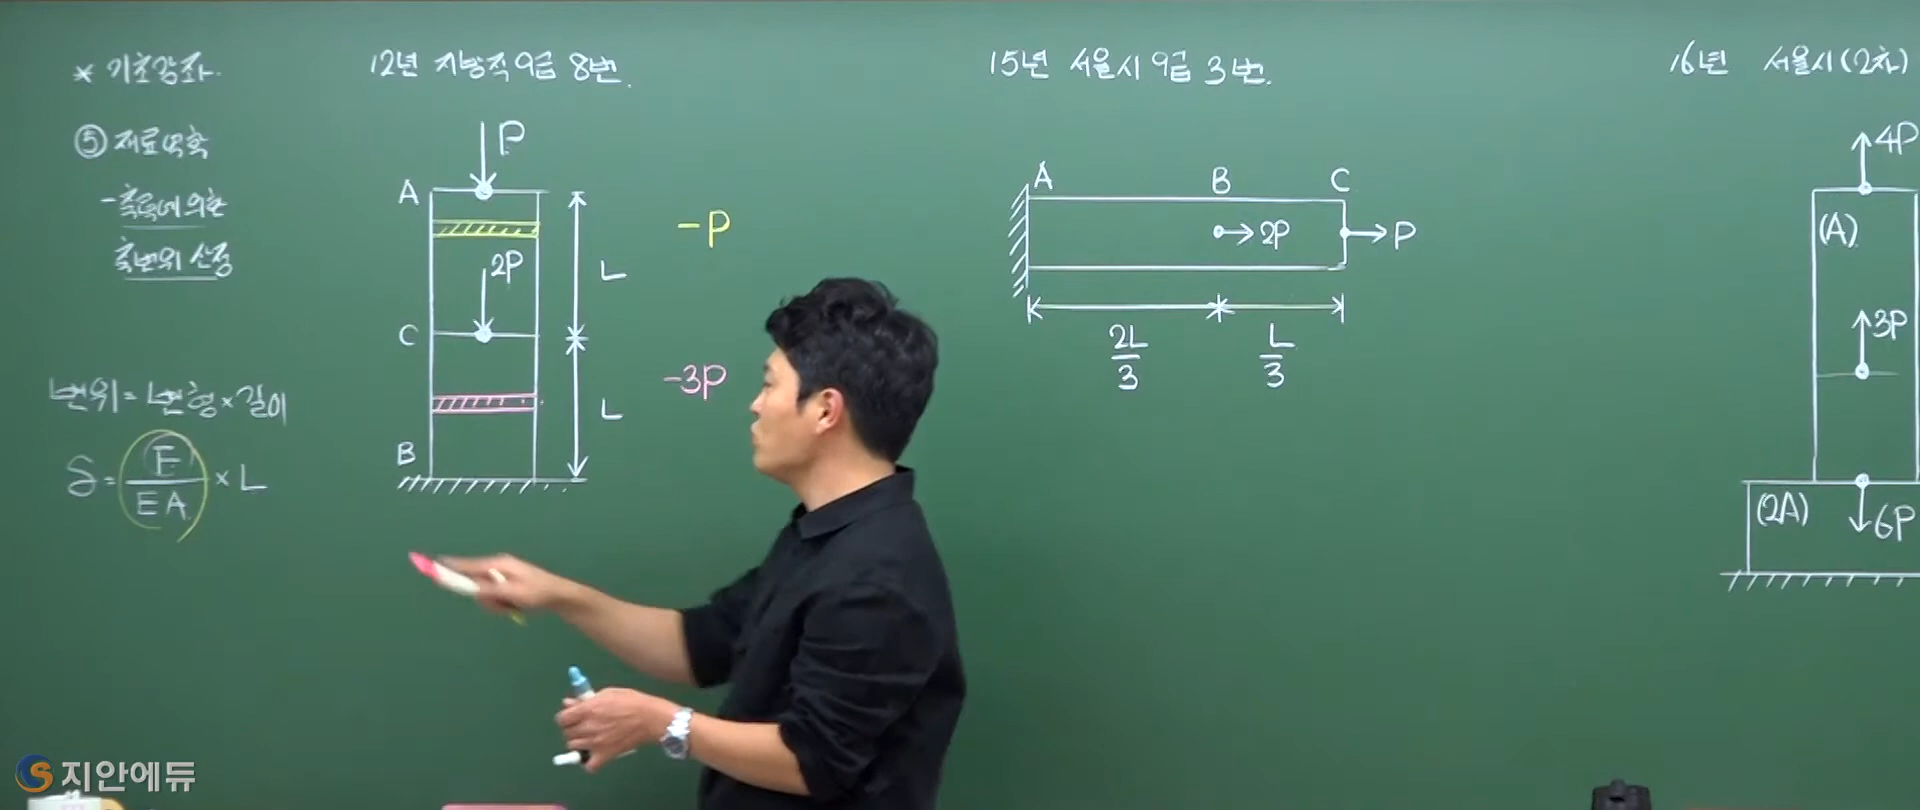 * 기초강좌.
⑤ 재료역학
- 축력에 의한
축변위 산정
변위 = 변형 × 길이
δ = F/EA × L
12년 지방직 9급 8번.
P
A
2P
L
C
L
B
-P
-3P
15년 서울시 9급 3번.
A B C
2P P
2L/3 L/3
16년 서울시(2차)
4P
(A)
3P
(2A) 6P
지안에듀